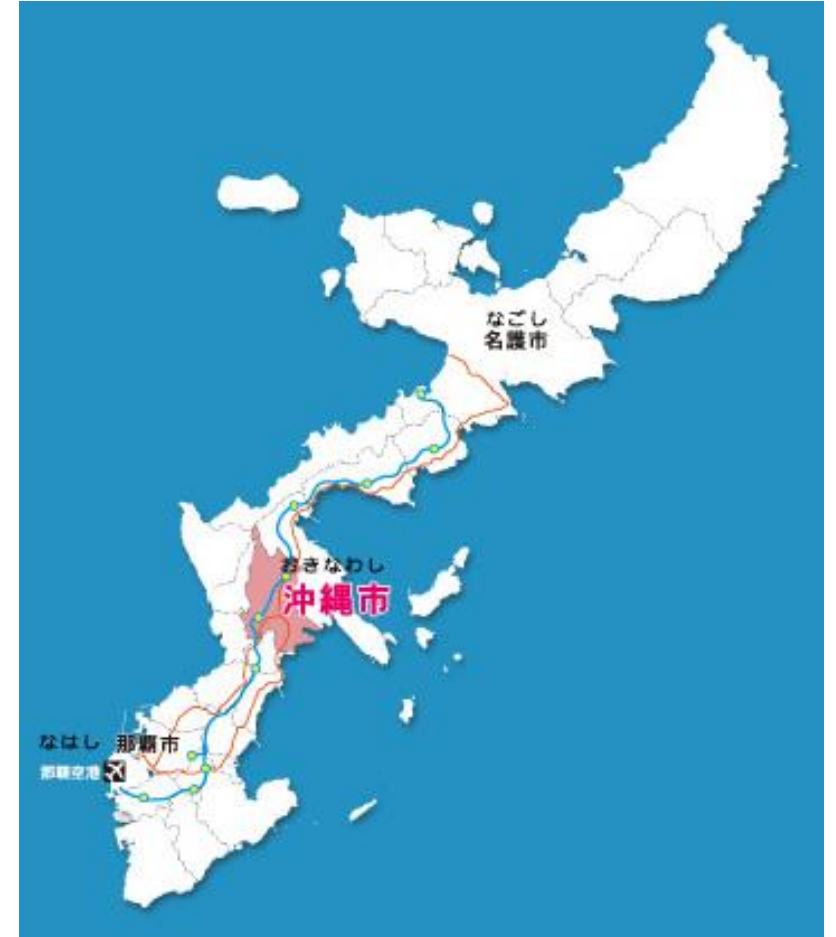 なごし
名護市
おきなわし
沖縄市
なはし 那覇市
那覇空港